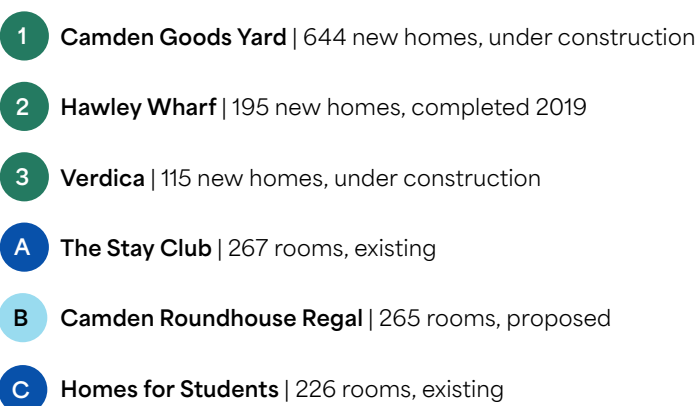 1 Camden Goods Yard | 644 new homes, under construction
2 Hawley Wharf | 195 new homes, completed 2019
3 Verdica | 115 new homes, under construction
A The Stay Club | 267 rooms, existing
B Camden Roundhouse Regal | 265 rooms, proposed
C Homes for Students | 226 rooms, existing